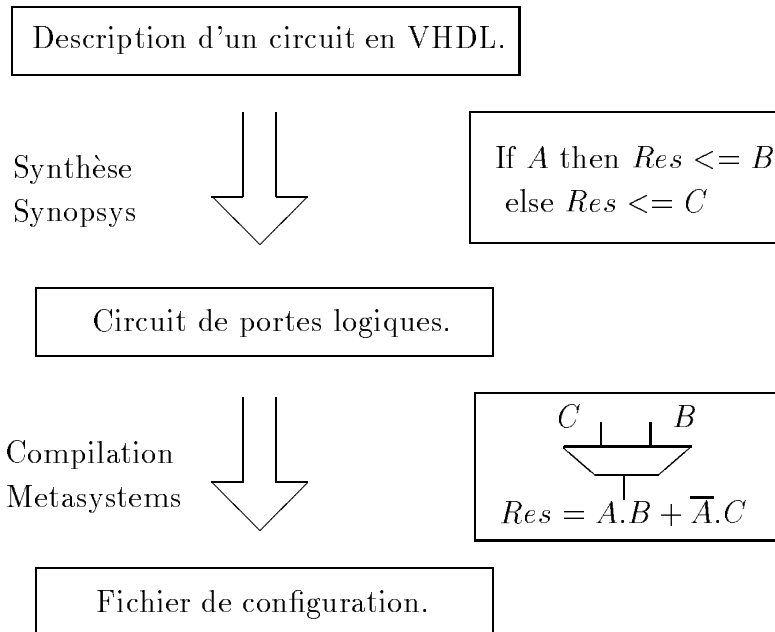 Description d'un circuit en VHDL.
Synthèse
Synopsys
If A then Res <= B
else Res <= C
Circuit de portes logiques.
Compilation
Metasystems
C B
Res = A.B + A̅.C
Fichier de configuration.